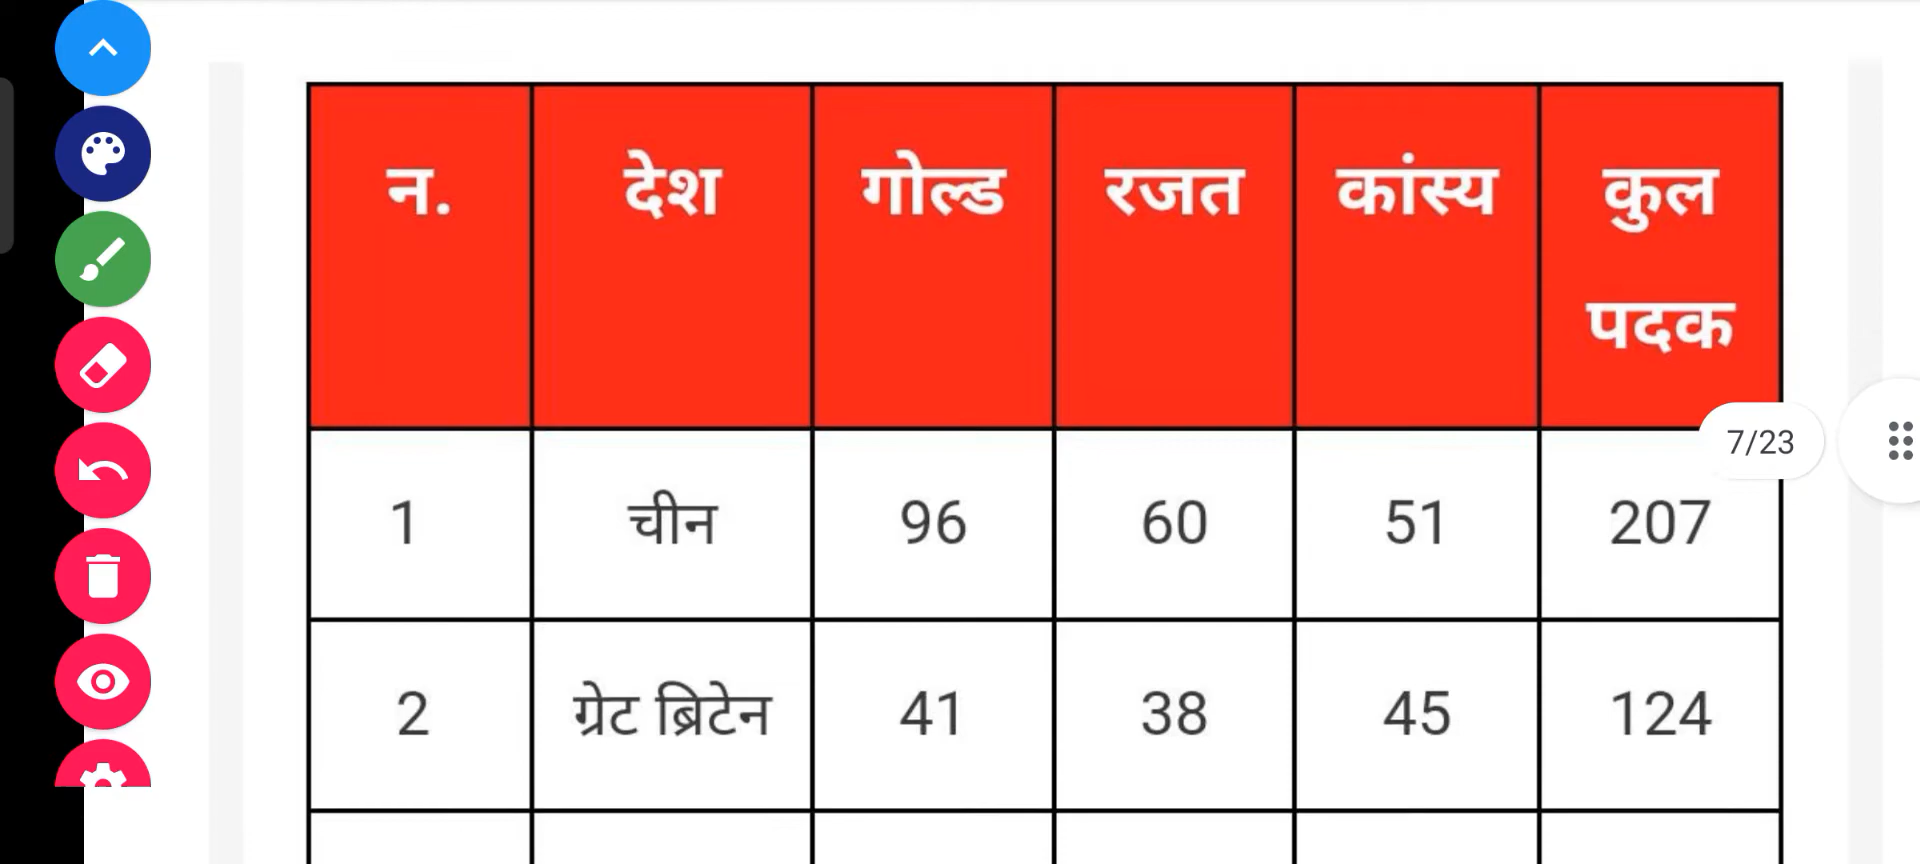 न. देश गोल्ड रजत कांस्य कुल
पदक
7/23
1 चीन 96 60 51 207
2 ग्रेट ब्रिटेन 41 38 45 124